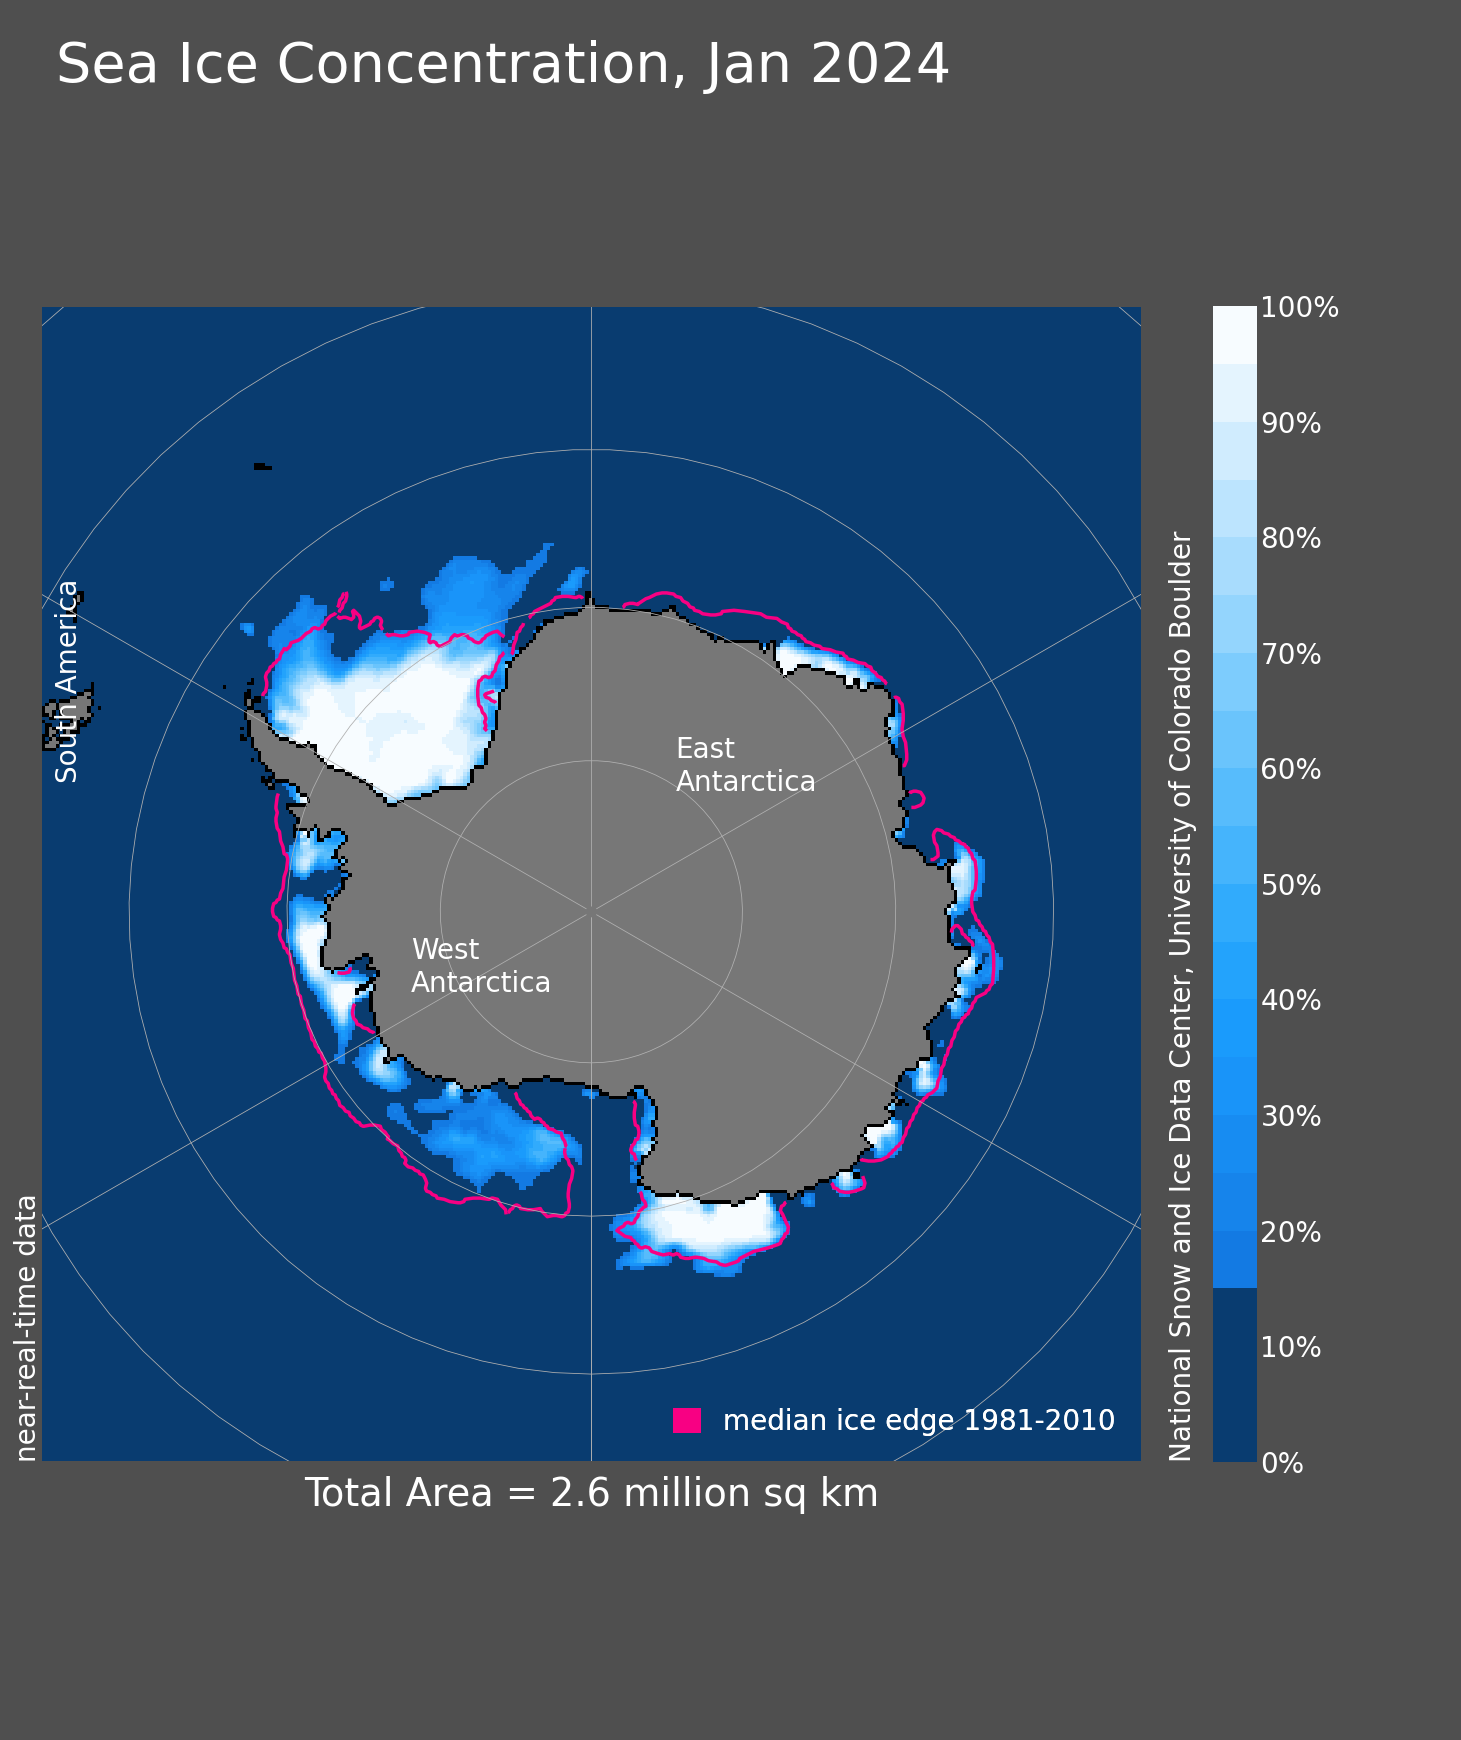 Sea Ice Concentration, Jan 2024
South America
near-real-time data
East
Antarctica
West
Antarctica
median ice edge 1981-2010
Total Area = 2.6 million sq km
National Snow and Ice Data Center, University of Colorado Boulder
100%
90%
80%
70%
60%
50%
40%
30%
20%
10%
0%